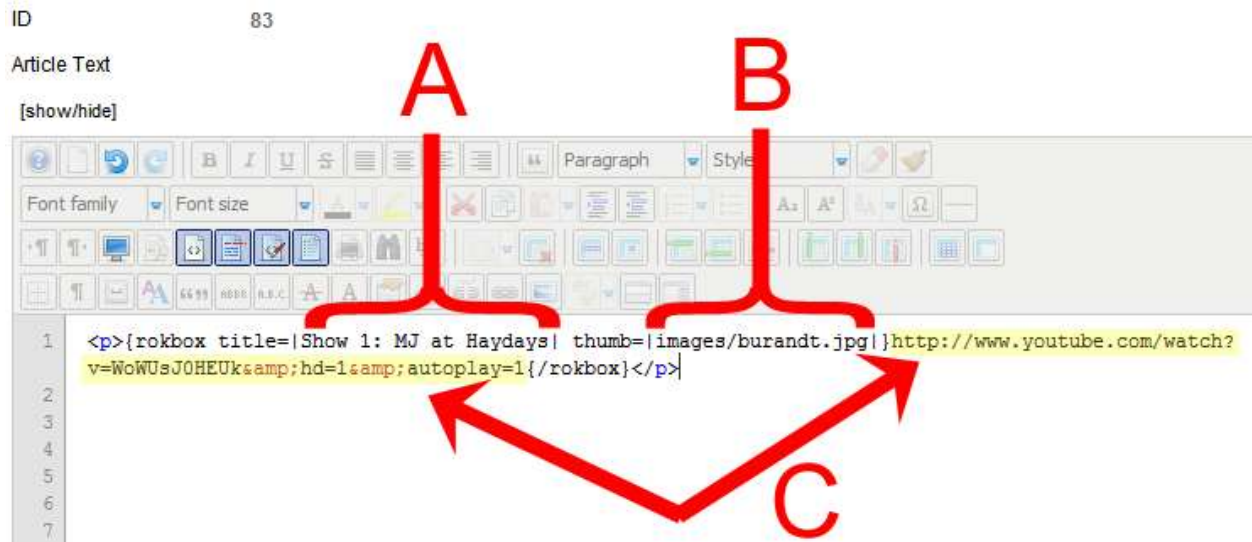 ID 83
Article Text
[show/hide]
A B
B I U S Paragraph Style
Font family Font size
1 <p>{rokbox title=|Show 1: MJ at Haydays| thumb=|images/burandt.jpg|}http://www.youtube.com/watch?
v=WoWUsJ0HEUk&amp;hd=1&amp;autoplay=1{/rokbox}</p>
2
3
4
5
6
7
C